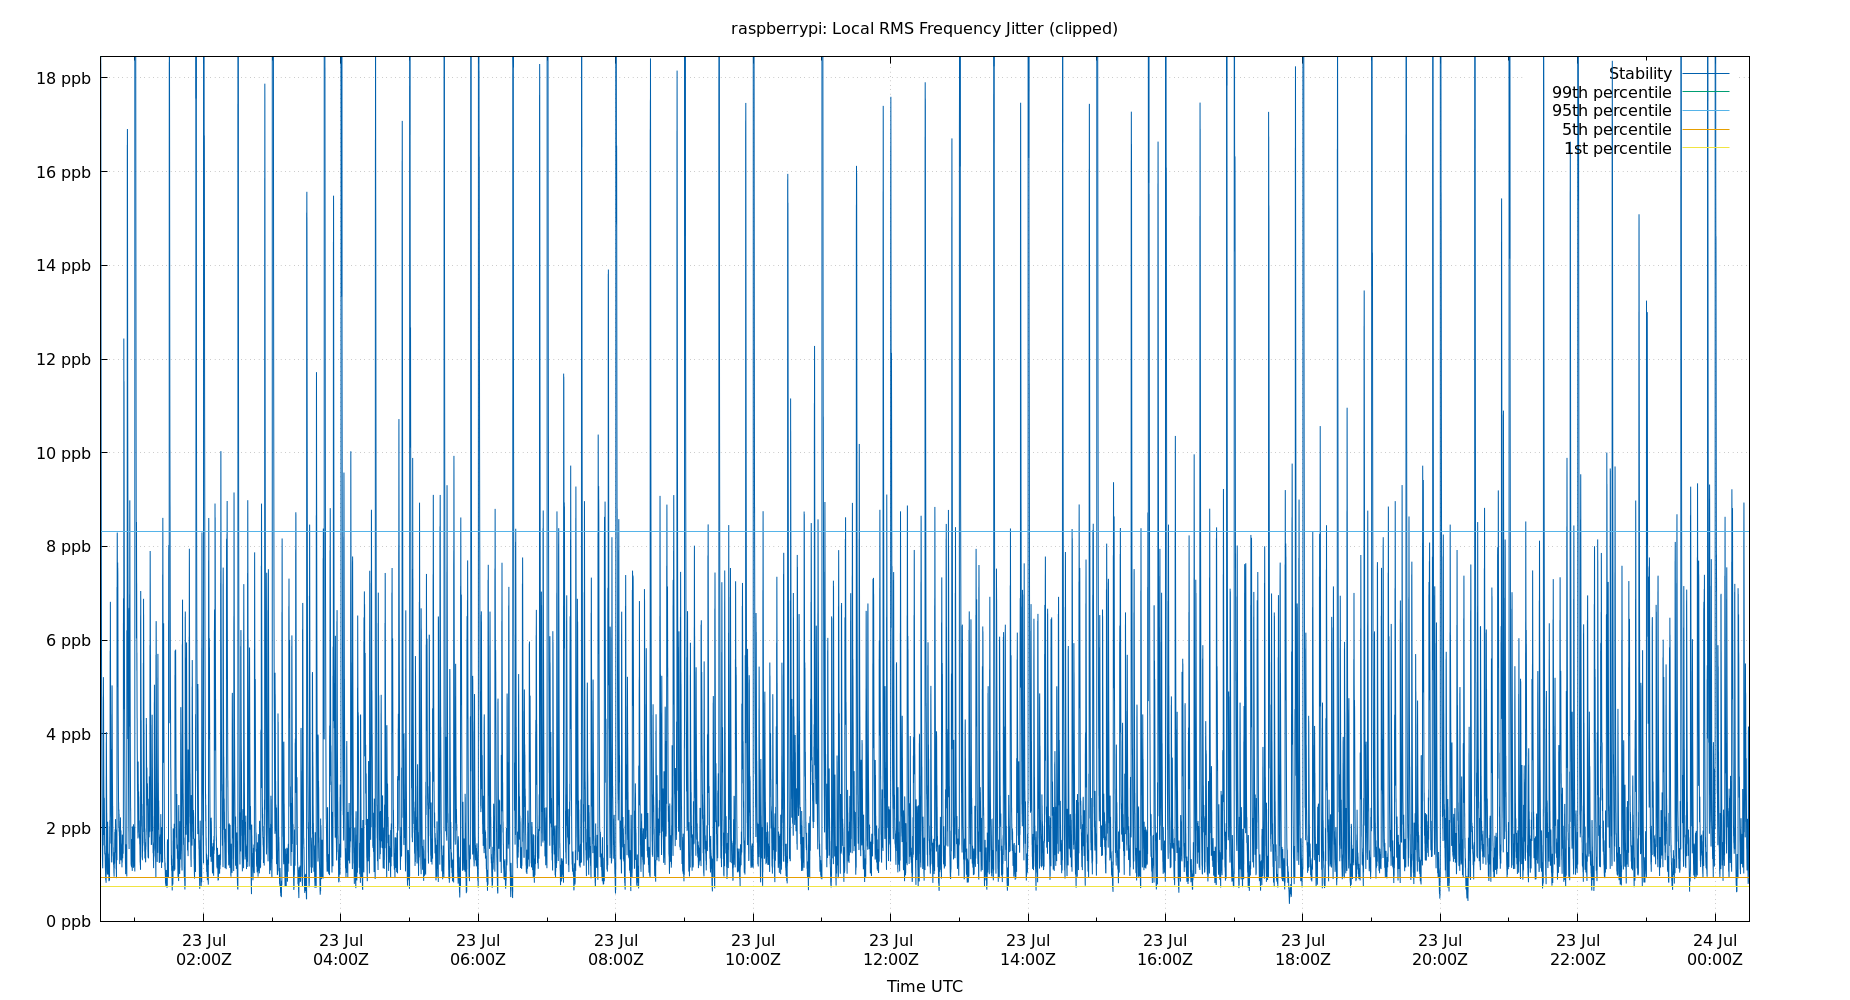 raspberrypi: Local RMS Frequency Jitter (clipped)
18 ppb
16 ppb
14 ppb
12 ppb
10 ppb
8 ppb
6 ppb
4 ppb
2 ppb
0 ppb
Stability
99th percentile
95th percentile
5th percentile
1st percentile
23 Jul 23 Jul 23 Jul 23 Jul 23 Jul 23 Jul 23 Jul 23 Jul 23 Jul 23 Jul 23 Jul 24 Jul
02:00Z 04:00Z 06:00Z 08:00Z 10:00Z 12:00Z 14:00Z 16:00Z 18:00Z 20:00Z 22:00Z 00:00Z
Time UTC